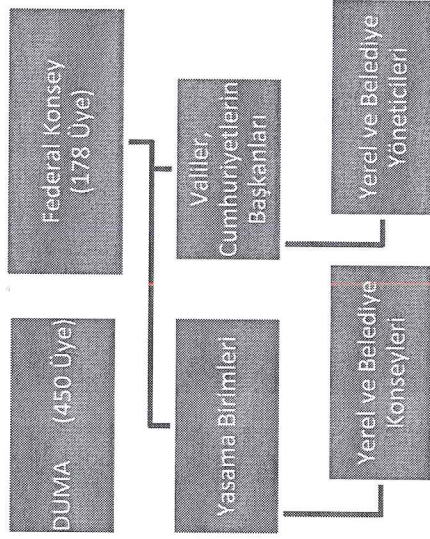 DUMA (450 Üye)
Federal Konsey
(178 Üye)
Yasama Birimleri
Valiler,
Cumhuriyetlerin
Başkanları
Yerel ve Belediye
Konseyleri
Yerel ve Belediye
Yöneticileri